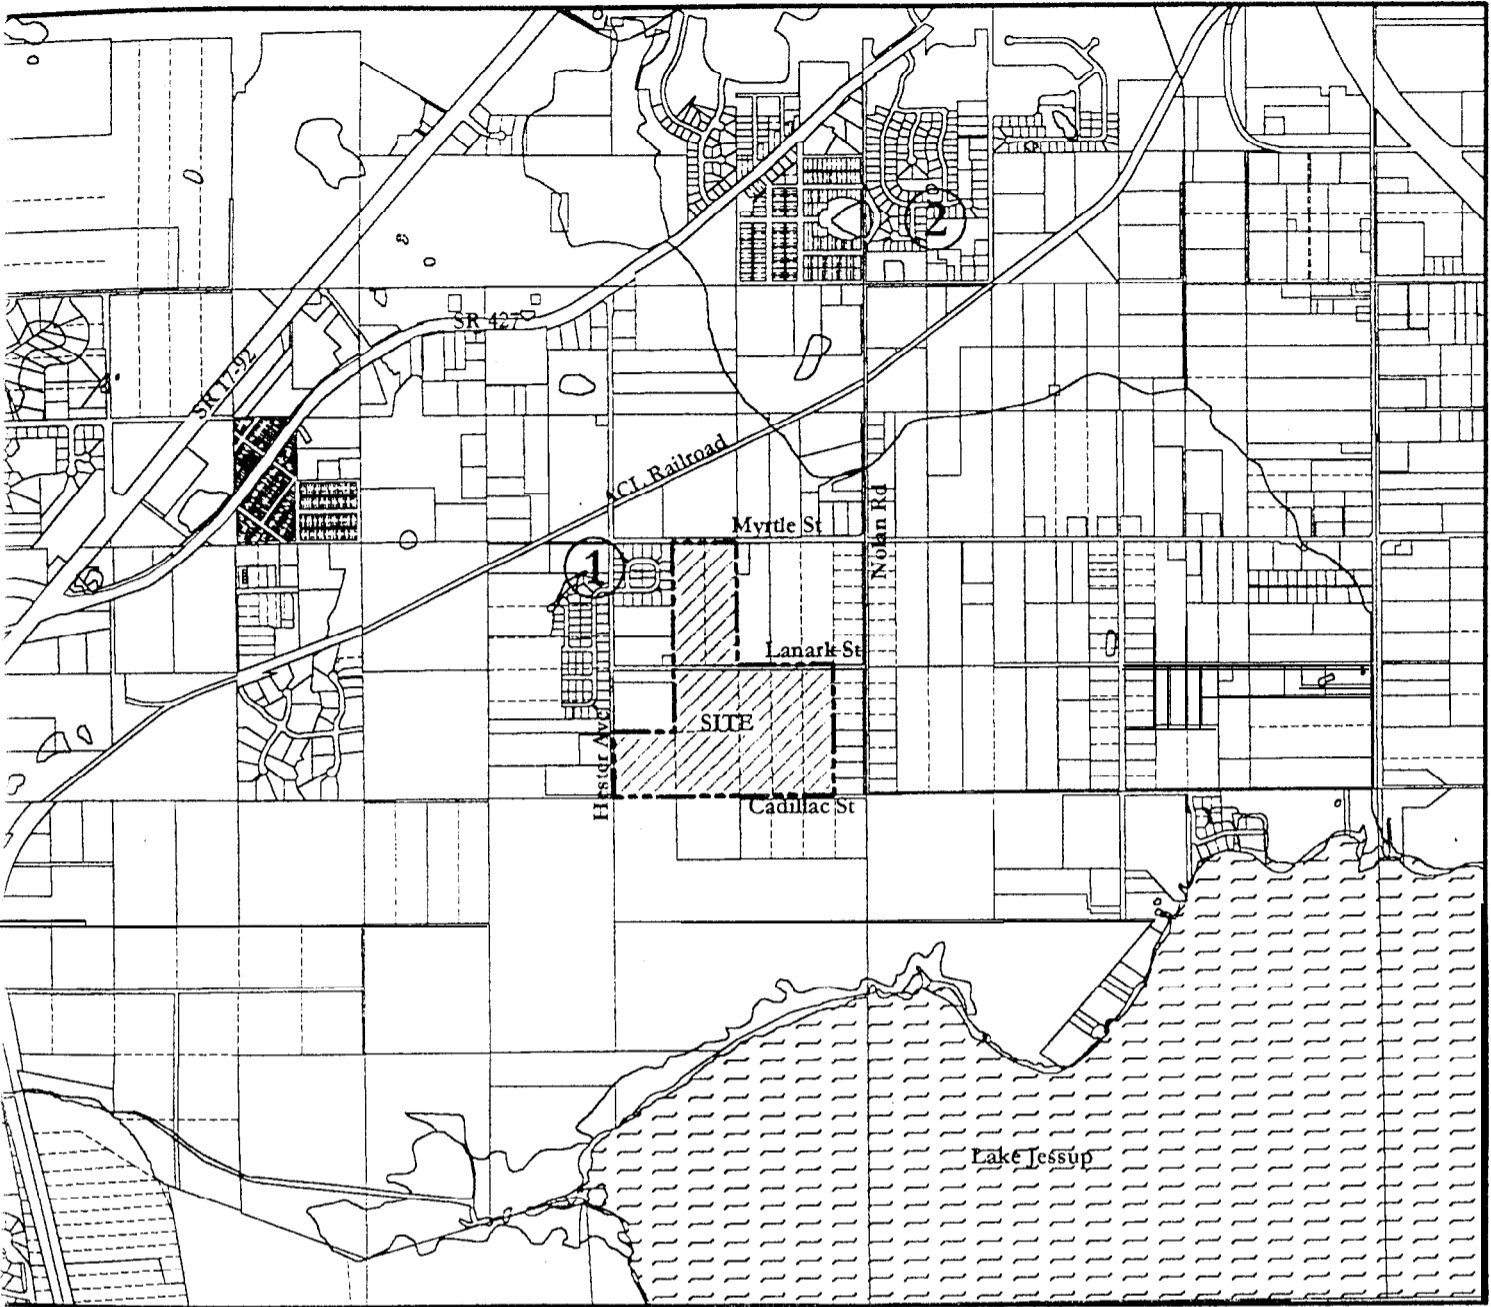 2
SR 427
SR 17-92
ACL Railroad
Myrtle St
Nolan Rd
1
Lanark St
SITE
Hester Ave
Cadillac St
Lake Jessup